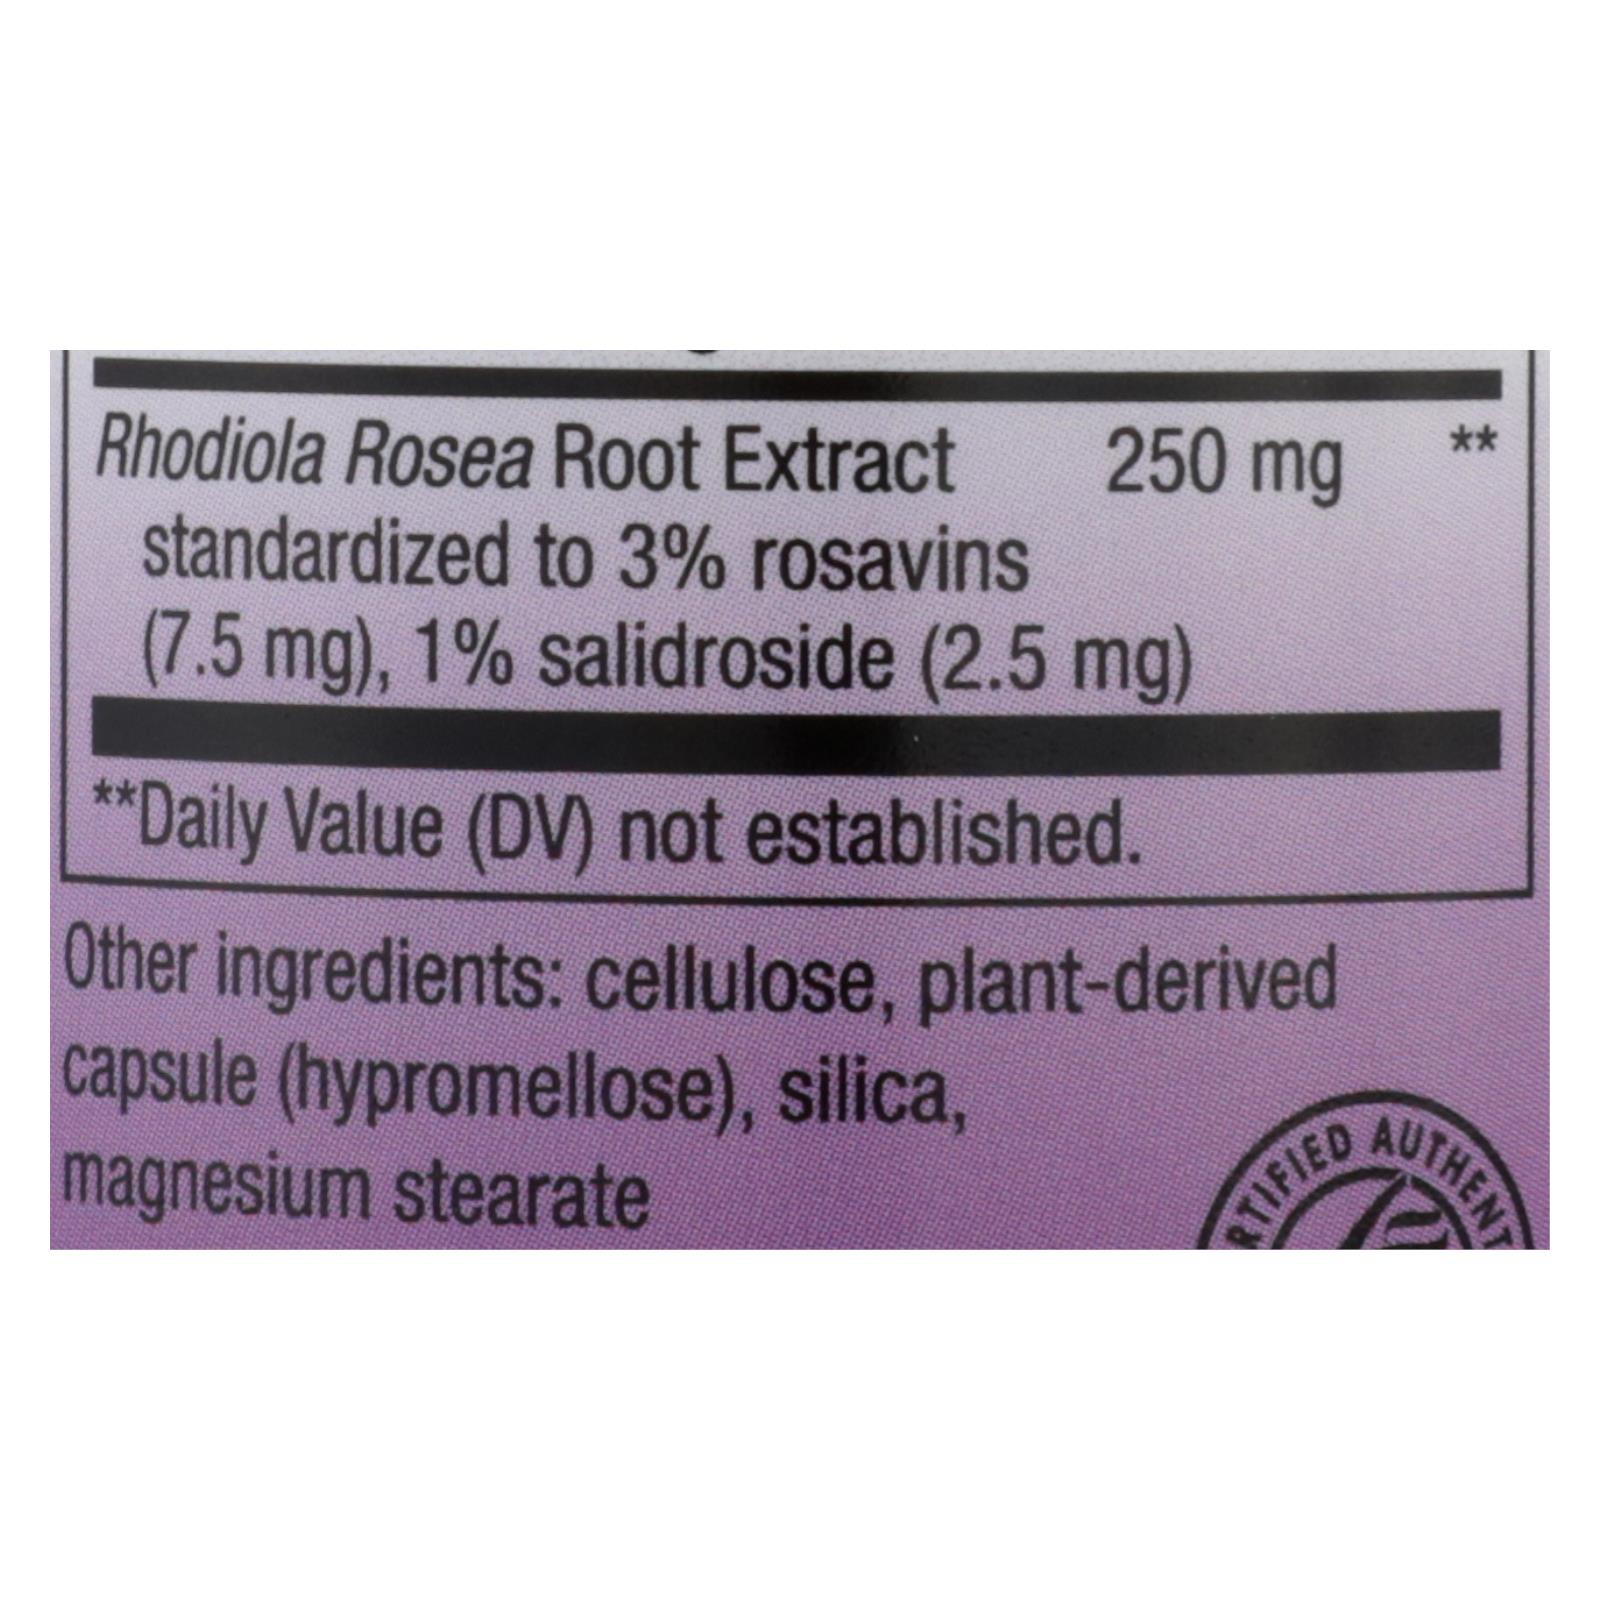 Rhodiola Rosea Root Extract 250 mg **
standardized to 3% rosavins
(7.5 mg), 1% salidroside (2.5 mg)
**Daily Value (DV) not established.
Other ingredients: cellulose, plant-derived
capsule (hypromellose), silica,
magnesium stearate